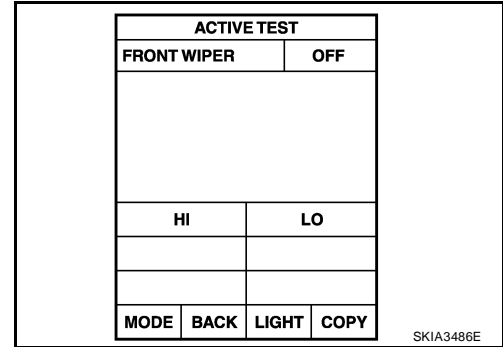 ACTIVE TEST
FRONT WIPER OFF
HI LO
MODE BACK LIGHT COPY
SKIA3486E